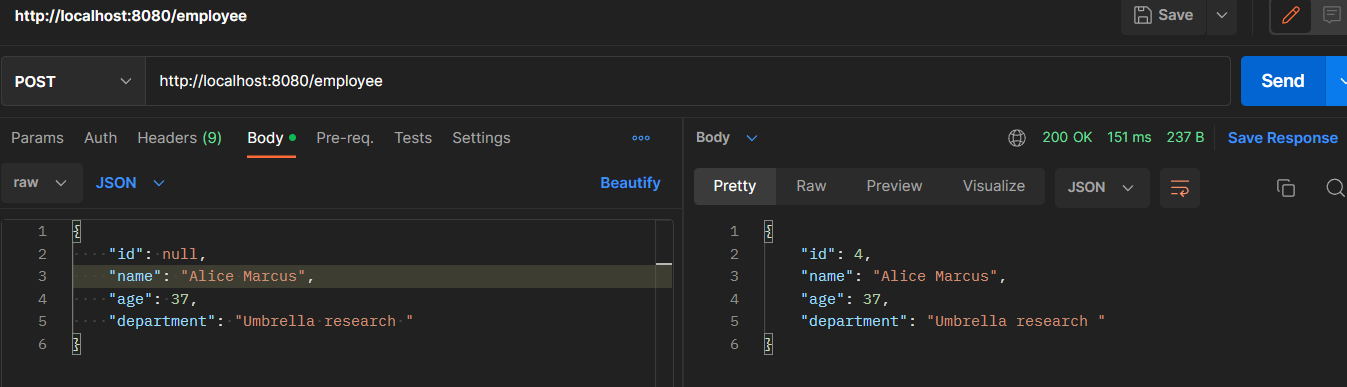 http://localhost:8080/employee Save
POST http://localhost:8080/employee Send
Params Auth Headers (9) Body Pre-req. Tests Settings
Body 200 OK 151 ms 237 B Save Response
raw JSON Beautify
Pretty Raw Preview Visualize JSON
1 {
2 "id": null,
3 "name": "Alice Marcus",
4 "age": 37,
5 "department": "Umbrella research "
6 }
1 {
2 "id": 4,
3 "name": "Alice Marcus",
4 "age": 37,
5 "department": "Umbrella research "
6 }